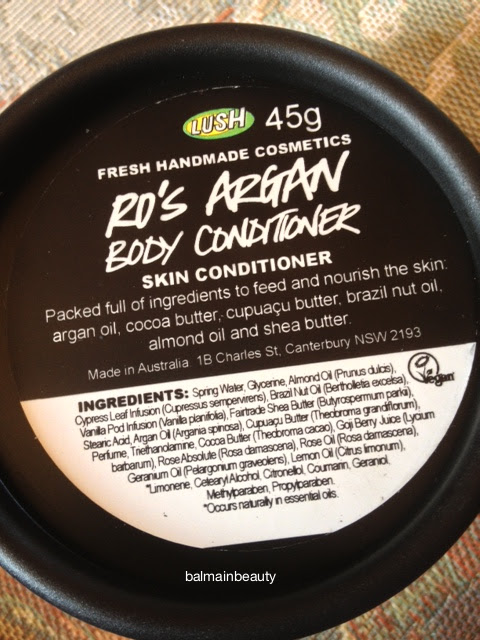 LUSH 45g
FRESH HANDMADE COSMETICS
RO'S ARGAN
BODY CONDITIONER
SKIN CONDITIONER
Packed full of ingredients to feed and nourish the skin:
argan oil, cocoa butter, cupuaçu butter, brazil nut oil,
almond oil and shea butter.
Made in Australia 1B Charles St, Canterbury NSW 2193
Vegan
INGREDIENTS: Spring Water, Glycerine, Almond Oil (Prunus dulcis),
Cypress Leaf Infusion (Cupressus sempervirens), Brazil Nut Oil (Bertholletia excelsa),
Vanilla Pod Infusion (Vanilla planifolia), Fairtrade Shea Butter (Butyrospermum parkii),
Stearic Acid, Argan Oil (Argania spinosa), Cupuaçu Butter (Theobroma grandiflorum),
Perfume, Triethanolamine, Cocoa Butter (Theobroma cacao), Goji Berry Juice (Lycium
barbarum), Rose Absolute (Rosa damascena), Rose Oil (Rosa damascena),
Geranium Oil (Pelargonium graveolens), Lemon Oil (Citrus limonum),
*Limonene, Cetearyl Alcohol, Citronellol, Coumarin, Geraniol,
Methylparaben, Propylparaben.
*Occurs naturally in essential oils.
balmainbeauty